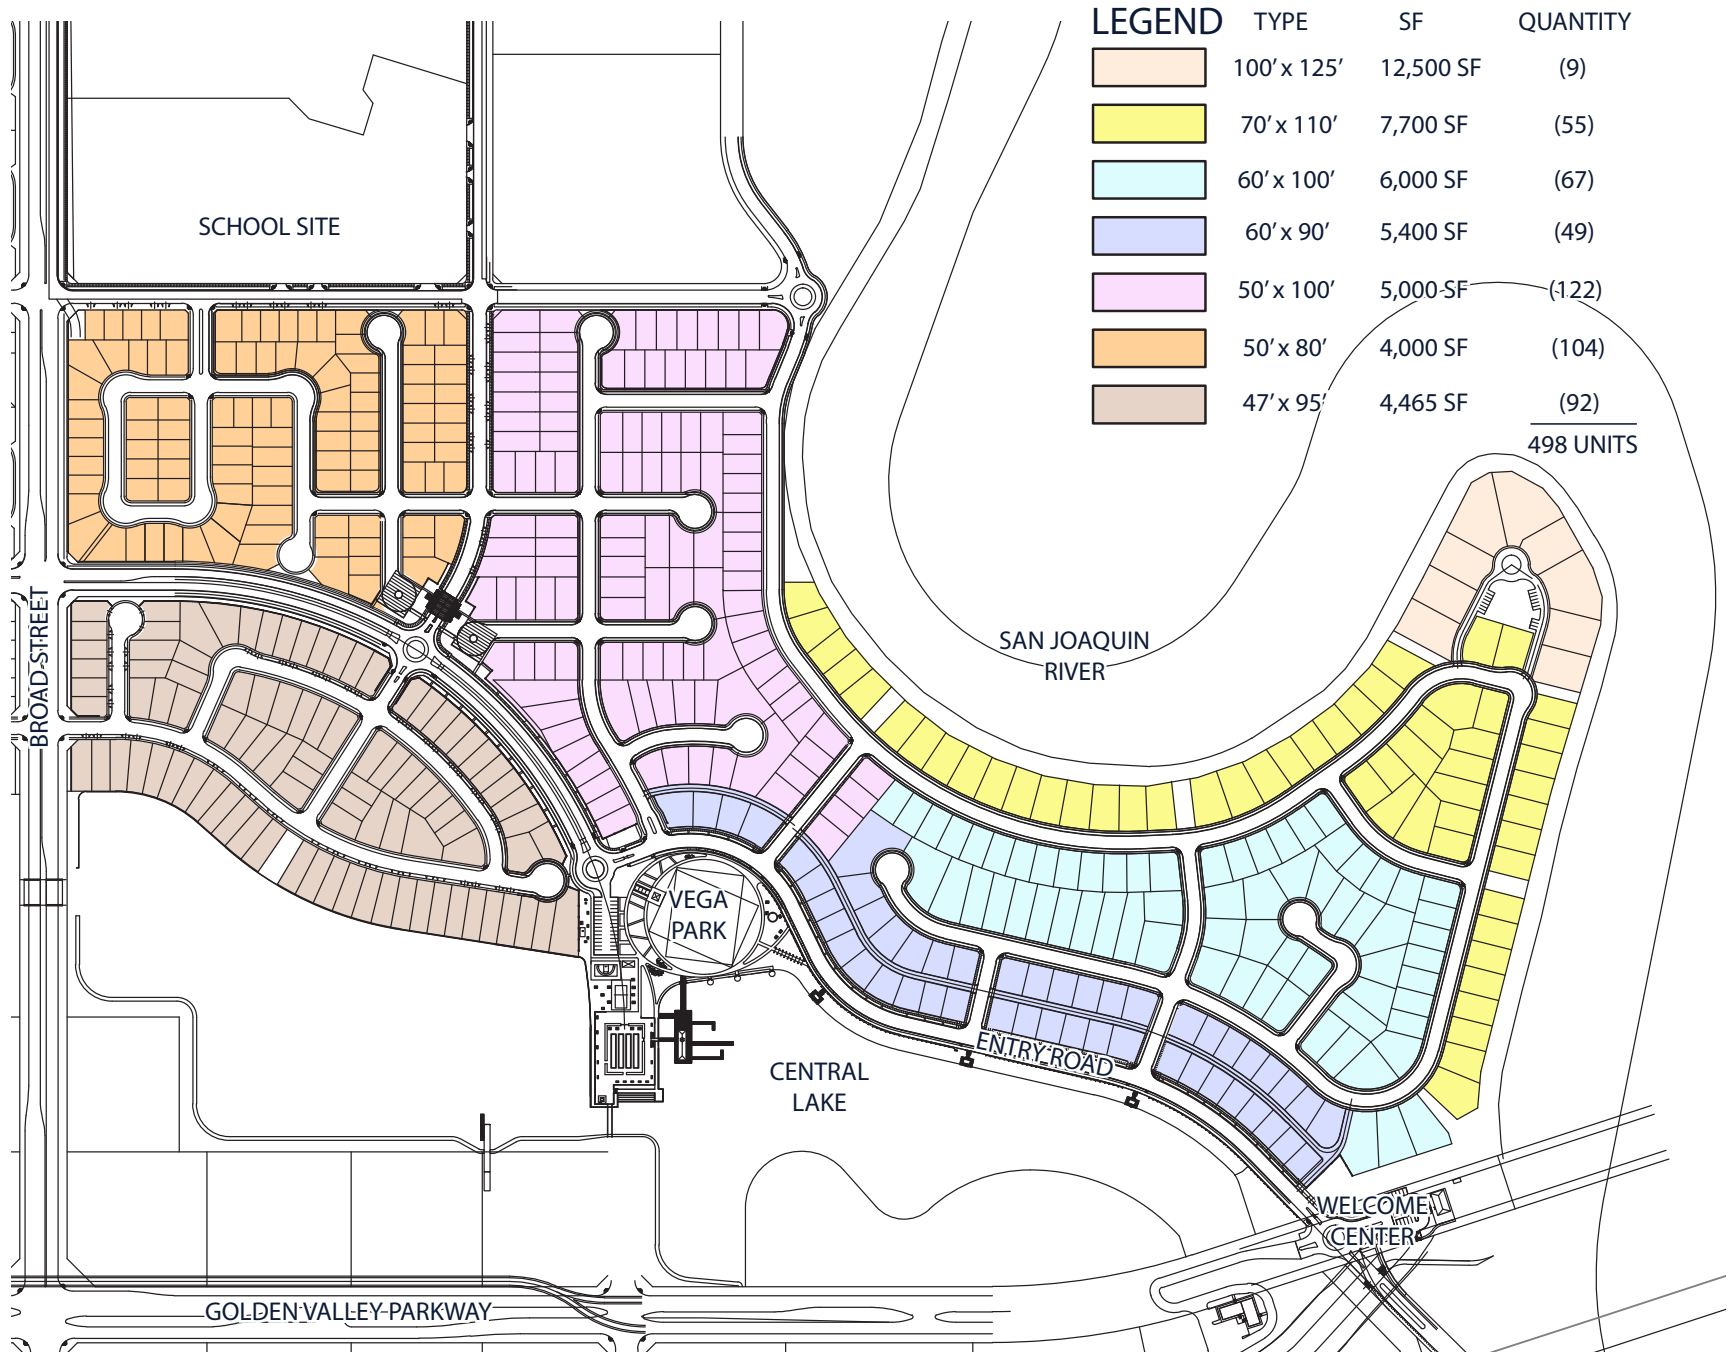 LEGEND TYPE SF QUANTITY
100' x 125' 12,500 SF (9)
70' x 110' 7,700 SF (55)
60' x 100' 6,000 SF (67)
60' x 90' 5,400 SF (49)
50' x 100' 5,000 SF (122)
50' x 80' 4,000 SF (104)
47' x 95' 4,465 SF (92)
498 UNITS
SCHOOL SITE
BROAD STREET
SAN JOAQUIN
RIVER
VEGA
PARK
ENTRY ROAD
CENTRAL
LAKE
WELCOME
CENTER
GOLDEN VALLEY PARKWAY